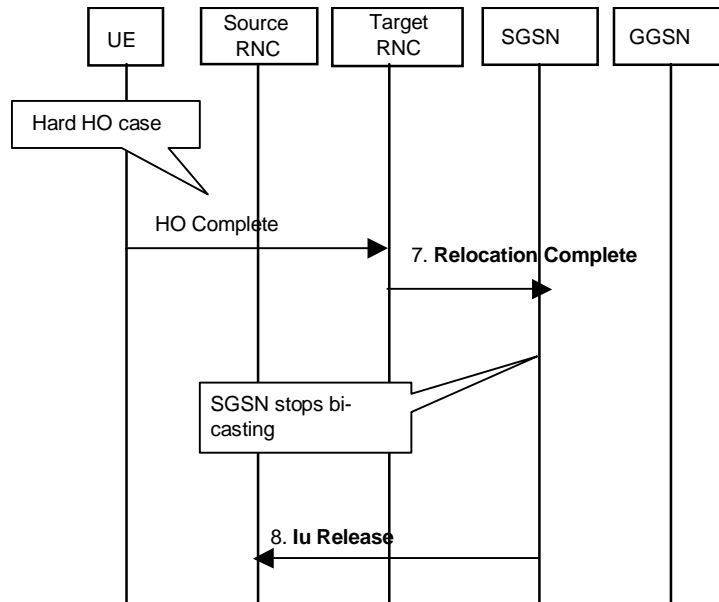 UE
Source
RNC
Target
RNC
SGSN
GGSN
Hard HO case
HO Complete
7. Relocation Complete
SGSN stops bi-
casting
8. Iu Release